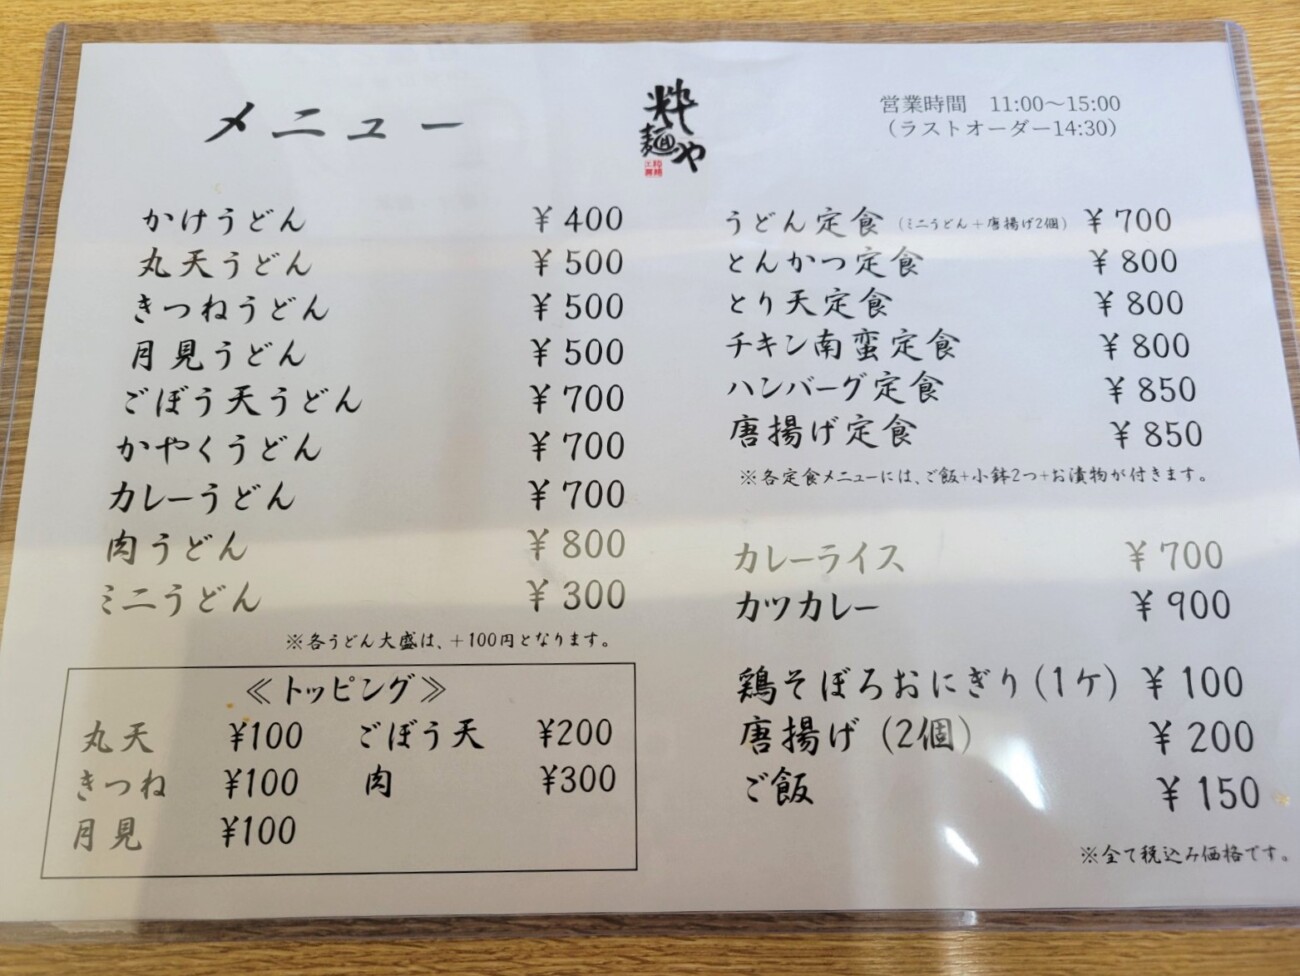 メニュー
粋
麺や
営業時間 11:00〜15:00
（ラストオーダー14:30）
かけうどん ¥400
丸天うどん ¥500
きつねうどん ¥500
月見うどん ¥500
ごぼう天うどん ¥700
かやくうどん ¥700
カレーうどん ¥700
肉うどん ¥800
ミニうどん ¥300
※各うどん大盛は、+100円となります。
≪トッピング≫
丸天 ¥100 ごぼう天 ¥200
きつね ¥100 肉 ¥300
月見 ¥100
うどん定食 (ミニうどん+唐揚げ2個) ¥700
とんかつ定食 ¥800
とり天定食 ¥800
チキン南蛮定食 ¥800
ハンバーグ定食 ¥850
唐揚げ定食 ¥850
※各定食メニューには、ご飯+小鉢2つ+お漬物が付きます。
カレーライス ¥700
カツカレー ¥900
鶏そぼろおにぎり(1ケ) ¥100
唐揚げ(2個) ¥200
ご飯 ¥150
※全て税込み価格です。